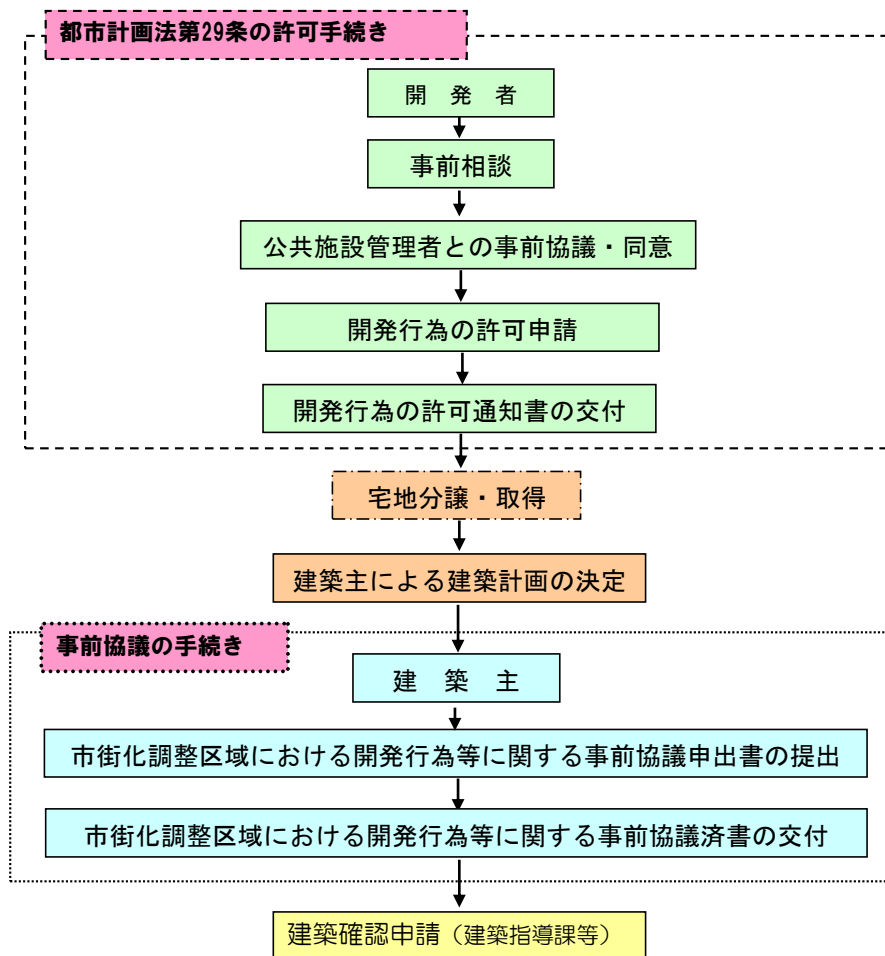 都市計画法第29条の許可手続き
開　発　者
事前相談
公共施設管理者との事前協議・同意
開発行為の許可申請
開発行為の許可通知書の交付
宅地分譲・取得
建築主による建築計画の決定
事前協議の手続き
建　築　主
市街化調整区域における開発行為等に関する事前協議申出書の提出
市街化調整区域における開発行為等に関する事前協議済書の交付
建築確認申請（建築指導課等）